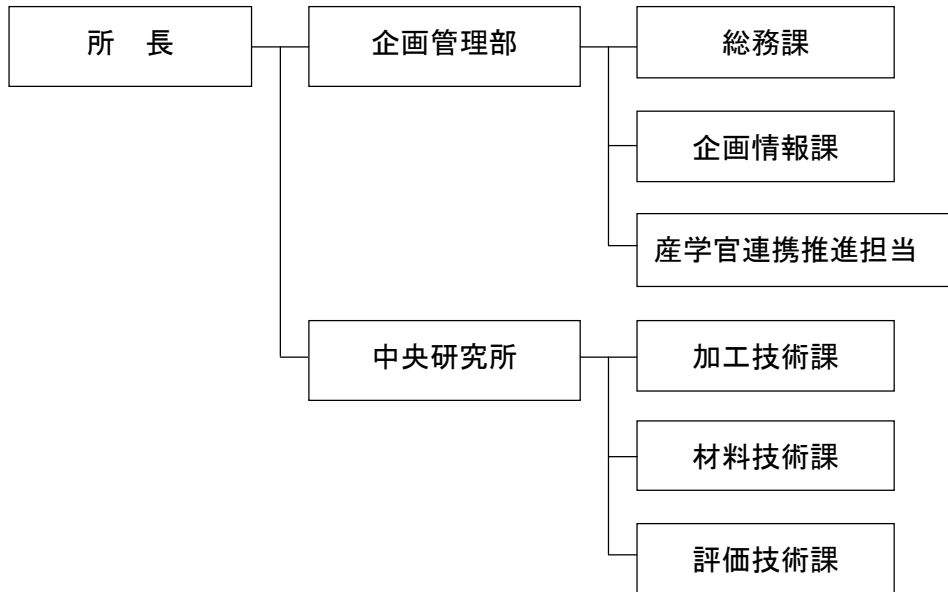 所　長
企画管理部
総務課
企画情報課
産学官連携推進担当
中央研究所
加工技術課
材料技術課
評価技術課